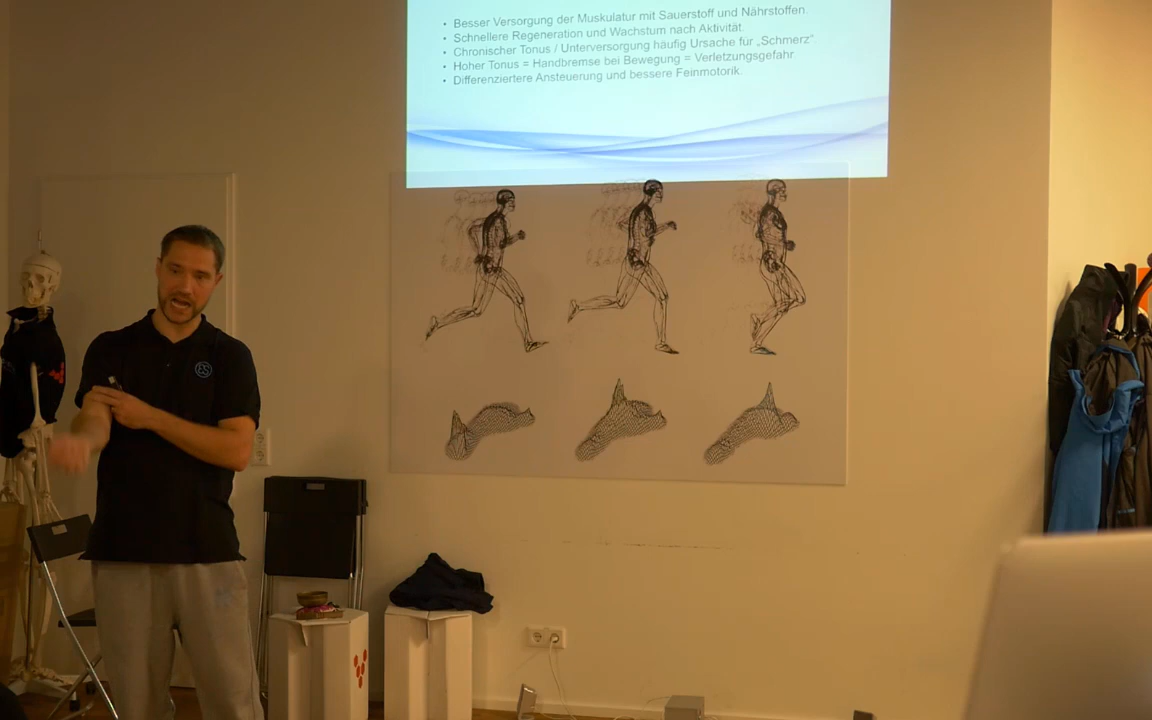 • Besser Versorgung der Muskulatur mit Sauerstoff und Nährstoffen.
• Schnellere Regeneration und Wachstum nach Aktivität.
• Chronischer Tonus / Unterversorgung häufig Ursache für „Schmerz“
• Hoher Tonus = Handbremse bei Bewegung = Verletzungsgefahr.
• Differenziertere Ansteuerung und bessere Feinmotorik.